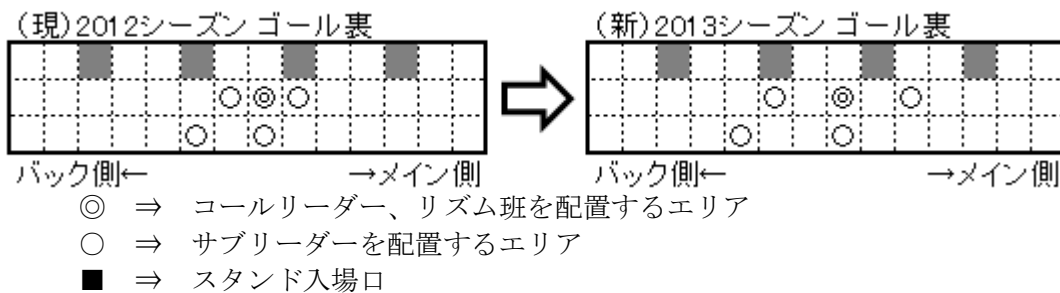 (現)2012シーズン ゴール裏
(新)2013シーズン ゴール裏
○◎○
○ ○
○ ◎ ○
○ ○
バック側← →メイン側
バック側← →メイン側
◎ ⇒ コールリーダー、リズム班を配置するエリア
○ ⇒ サブリーダーを配置するエリア
■ ⇒ スタンド入場口